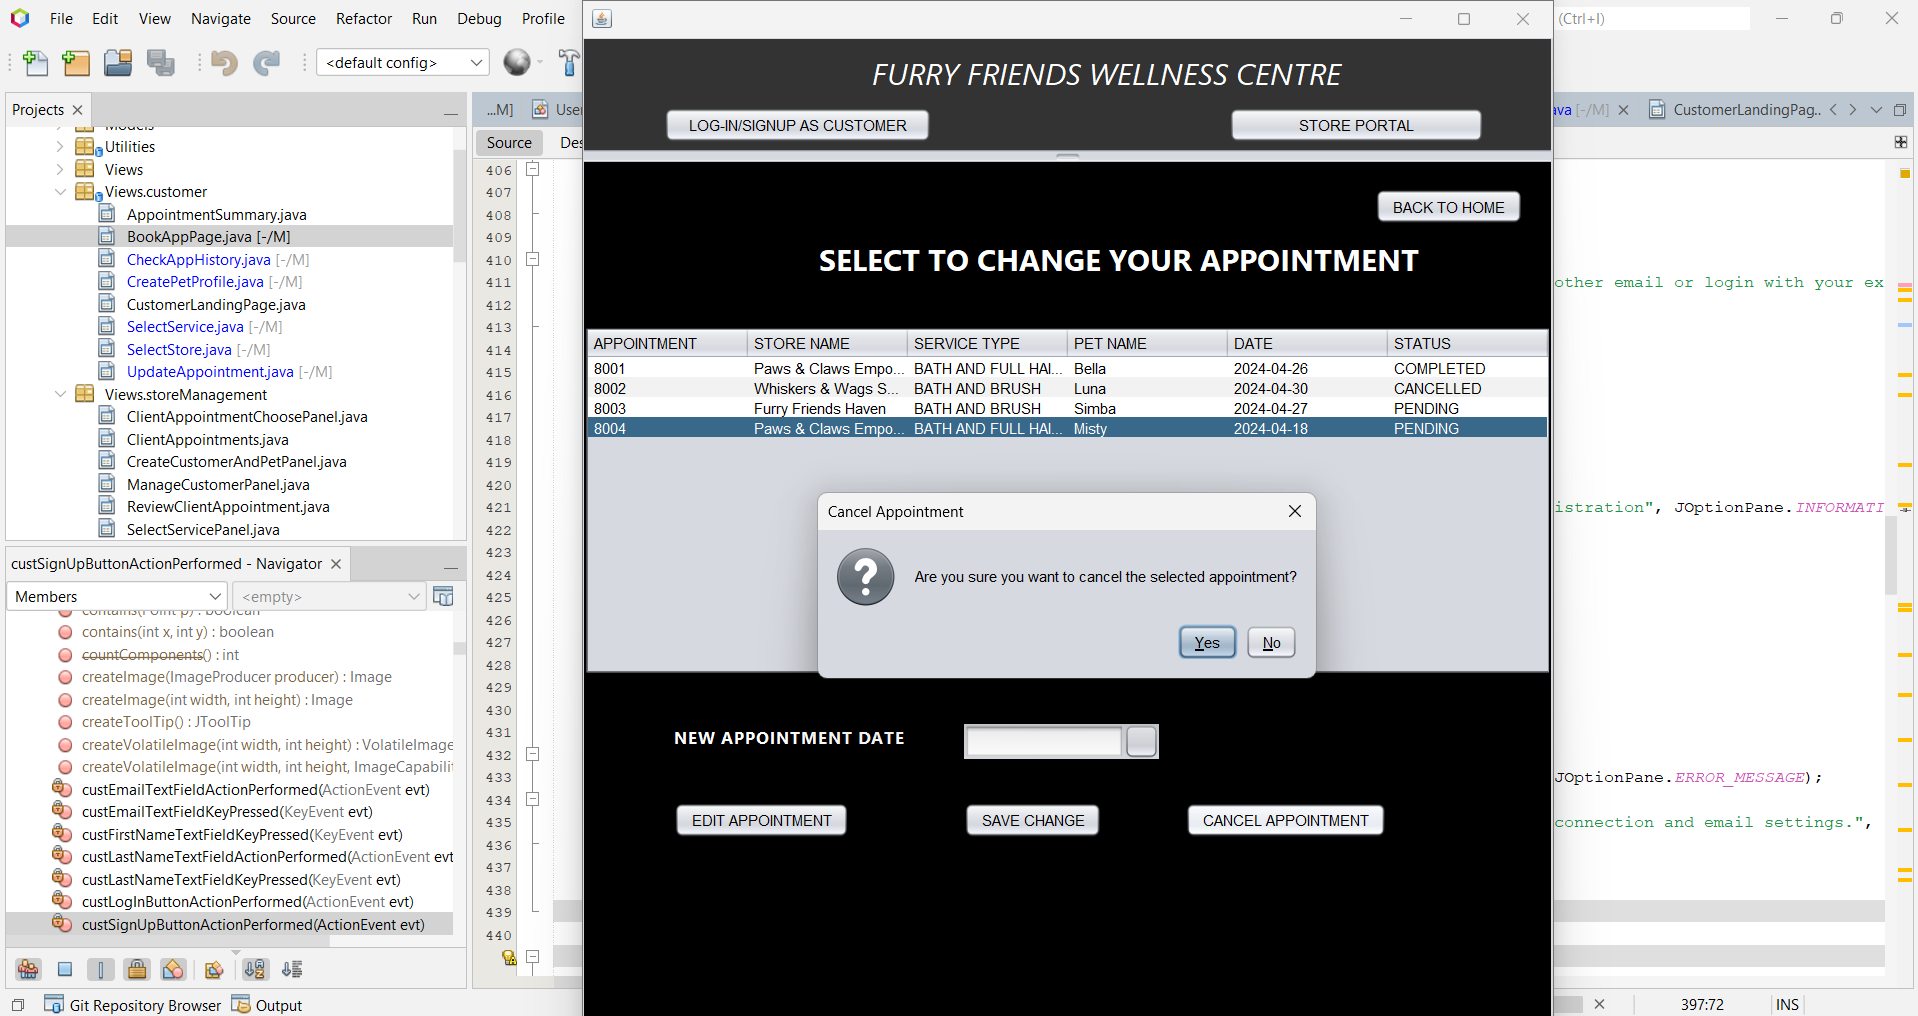 File Edit View Navigate Source Refactor Run Debug Profile
(Ctrl+I)
<default config>
Projects
Models
Utilities
Views
Views.customer
AppointmentSummary.java
BookAppPage.java [-/M]
CheckAppHistory.java [-/M]
CreatePetProfile.java [-/M]
CustomerLandingPage.java
SelectService.java [-/M]
SelectStore.java [-/M]
UpdateAppointment.java [-/M]
Views.storeManagement
ClientAppointmentChoosePanel.java
ClientAppointments.java
CreateCustomerAndPetPanel.java
ManageCustomerPanel.java
ReviewClientAppointment.java
SelectServicePanel.java
custSignUpButtonActionPerformed - Navigator
Members
<empty>
contains(Point p) : boolean
contains(int x, int y) : boolean
countComponents() : int
createImage(ImageProducer producer) : Image
createImage(int width, int height) : Image
createToolTip() : JToolTip
createVolatileImage(int width, int height) : VolatileImage
createVolatileImage(int width, int height, ImageCapabili
custEmailTextFieldActionPerformed(ActionEvent evt)
custEmailTextFieldKeyPressed(KeyEvent evt)
custFirstNameTextFieldKeyPressed(KeyEvent evt)
custLastNameTextFieldActionPerformed(ActionEvent evt
custLastNameTextFieldKeyPressed(KeyEvent evt)
custLogInButtonActionPerformed(ActionEvent evt)
custSignUpButtonActionPerformed(ActionEvent evt)
Git Repository Browser
Output
...M]
User
Source
Des
406
407
408
409
410
411
412
413
414
415
416
417
418
419
420
421
422
423
424
425
426
427
428
429
430
431
432
433
434
435
436
437
438
439
440
FURRY FRIENDS WELLNESS CENTRE
LOG-IN/SIGNUP AS CUSTOMER
STORE PORTAL
BACK TO HOME
SELECT TO CHANGE YOUR APPOINTMENT
APPOINTMENT STORE NAME SERVICE TYPE PET NAME DATE STATUS
8001 Paws & Claws Empo... BATH AND FULL HAI... Bella 2024-04-26 COMPLETED
8002 Whiskers & Wags S... BATH AND BRUSH Luna 2024-04-30 CANCELLED
8003 Furry Friends Haven BATH AND BRUSH Simba 2024-04-27 PENDING
8004 Paws & Claws Empo... BATH AND FULL HAI... Misty 2024-04-18 PENDING
Cancel Appointment
Are you sure you want to cancel the selected appointment?
Yes
No
NEW APPOINTMENT DATE
EDIT APPOINTMENT
SAVE CHANGE
CANCEL APPOINTMENT
ava [-/M]
CustomerLandingPag..
other email or login with your ex
istration", JOptionPane.INFORMATI
JOptionPane.ERROR_MESSAGE);
connection and email settings.",
397:72
INS